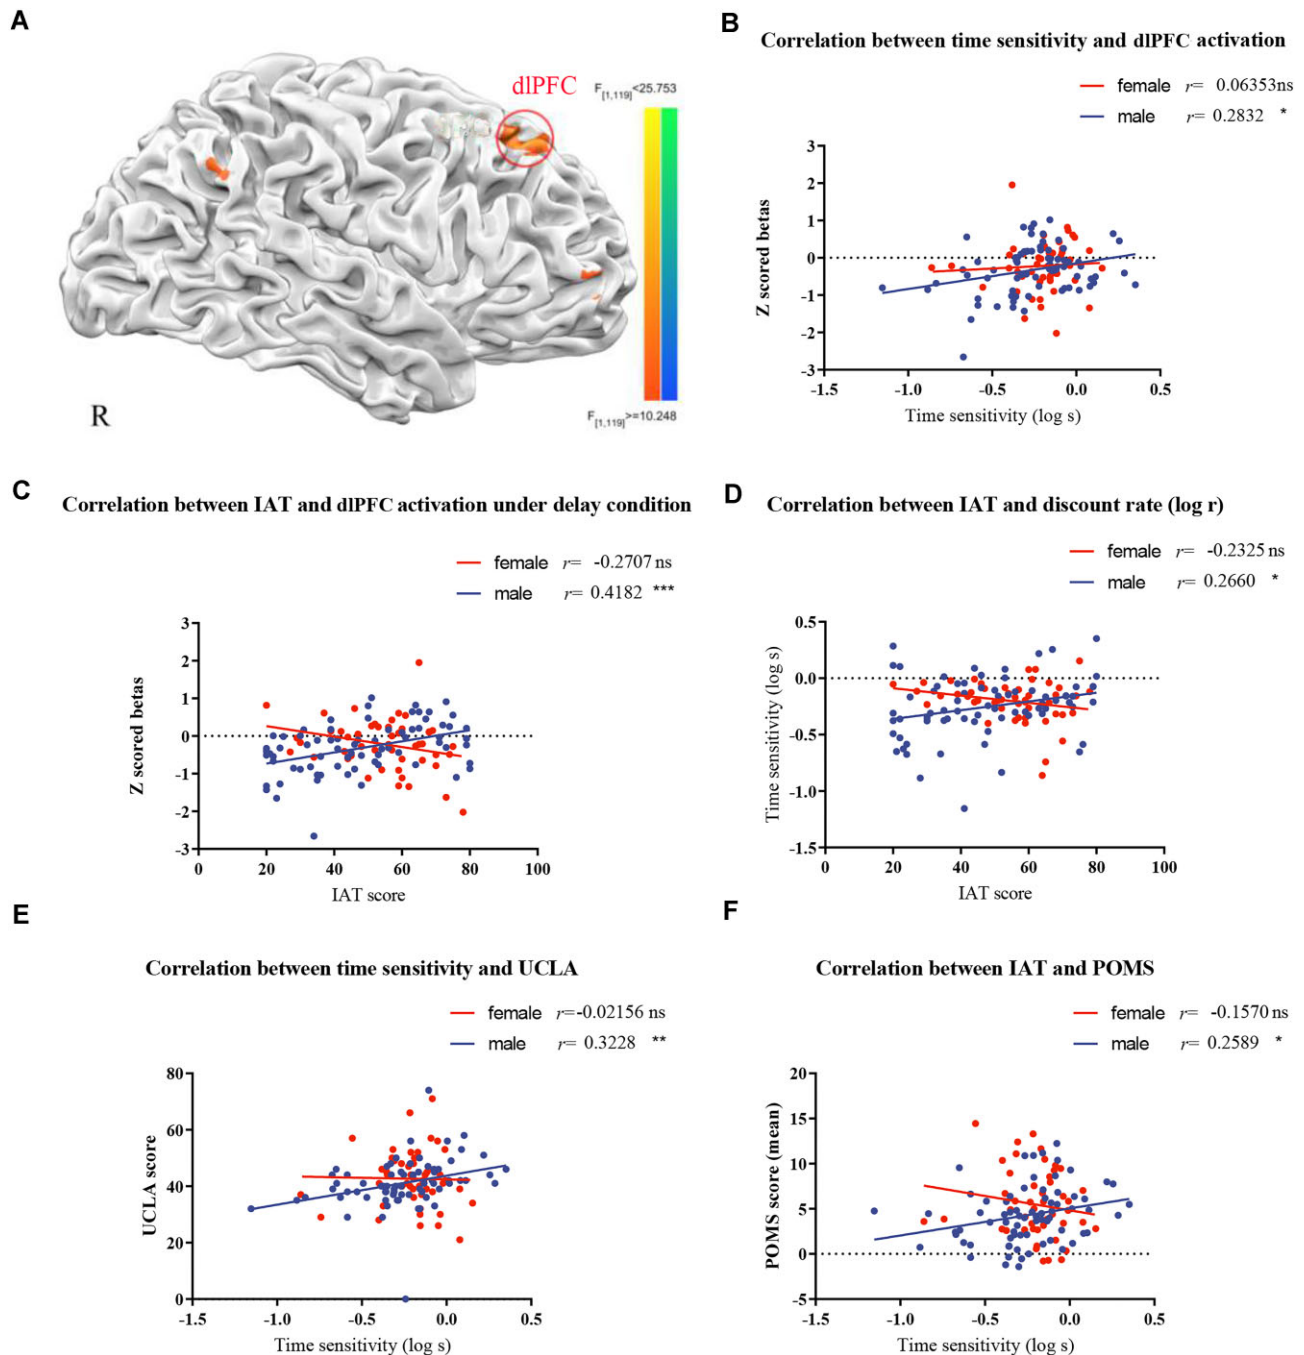 A
dlPFC
F[1,119]<25.753
F[1,119]>=10.248
R
B
Correlation between time sensitivity and dlPFC activation
female r= 0.06353ns
male r= 0.2832 *
3
2
1
0
-1
-2
-3
Z scored betas
-1.5 -1.0 -0.5 0.0 0.5
Time sensitivity (log s)
C
Correlation between IAT and dlPFC activation under delay condition
female r= -0.2707 ns
male r= 0.4182 ***
3
2
1
0
-1
-2
-3
Z scored betas
0 20 40 60 80 100
IAT score
D
Correlation between IAT and discount rate (log r)
female r= -0.2325 ns
male r= 0.2660 *
0.5
0.0
-0.5
-1.0
-1.5
Time sensitivity (log s)
0 20 40 60 80 100
IAT score
E
Correlation between time sensitivity and UCLA
female r=-0.02156 ns
male r= 0.3228 **
80
60
40
20
0
UCLA score
-1.5 -1.0 -0.5 0.0 0.5
Time sensitivity (log s)
F
Correlation between IAT and POMS
female r= -0.1570 ns
male r= 0.2589 *
20
15
10
5
0
-5
POMS score (mean)
-1.5 -1.0 -0.5 0.0 0.5
Time sensitivity (log s)